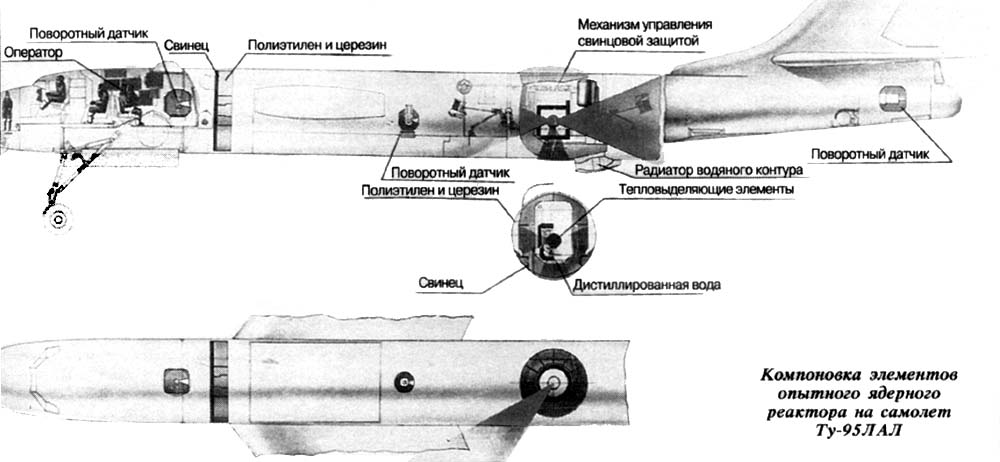 Поворотный датчик
Оператор
Свинец
Полиэтилен и церезин
Механизм управления
свинцовой защитой
Поворотный датчик
Поворотный датчик
Полиэтилен и церезин
Радиатор водяного контура
Тепловыделяющие элементы
Свинец
Дистиллированная вода
Компоновка элементов
опытного ядерного
реактора на самолет
Ту-95ЛАЛ